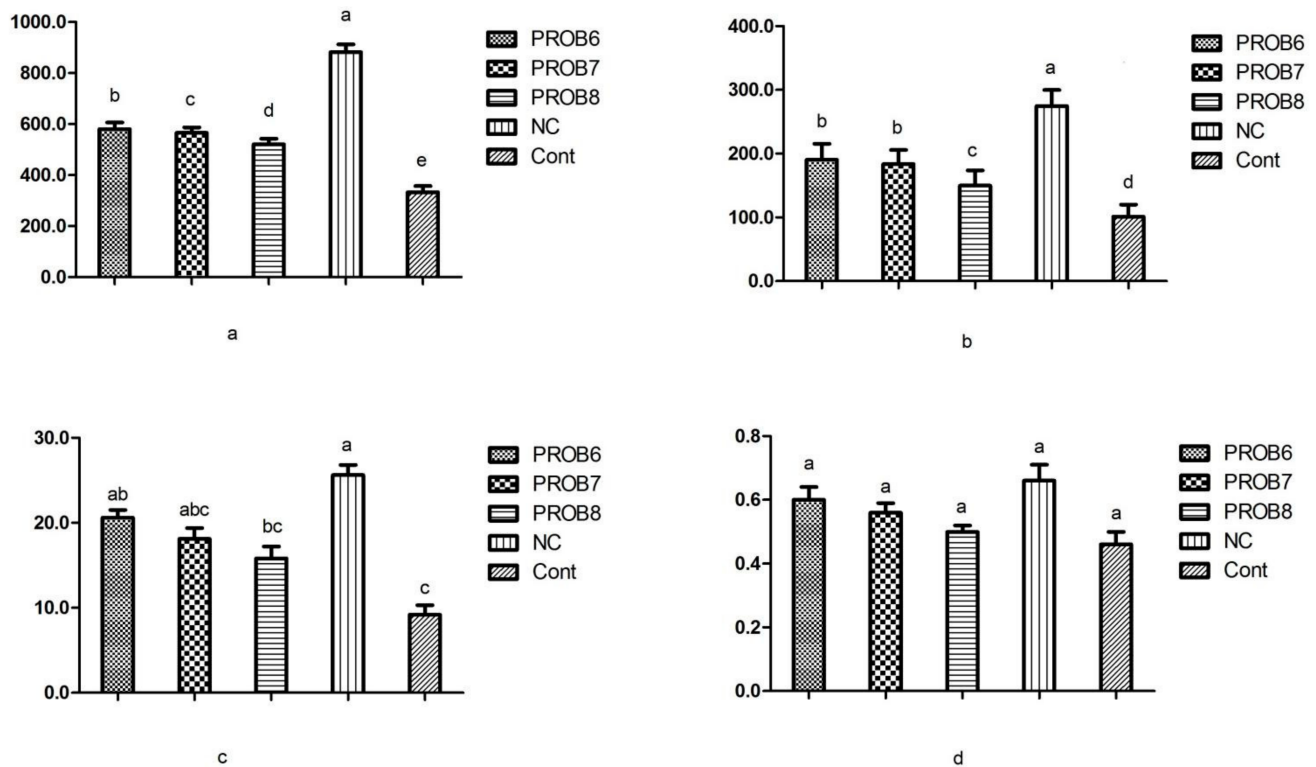 1000.0
800.0
600.0
400.0
200.0
0.0
b
c
d
a
e
PROB6
PROB7
PROB8
NC
Cont
a
400.0
300.0
200.0
100.0
0.0
b
b
c
a
d
PROB6
PROB7
PROB8
NC
Cont
b
30.0
20.0
10.0
0.0
ab
abc
bc
a
c
PROB6
PROB7
PROB8
NC
Cont
c
0.8
0.6
0.4
0.2
0.0
a
a
a
a
a
PROB6
PROB7
PROB8
NC
Cont
d